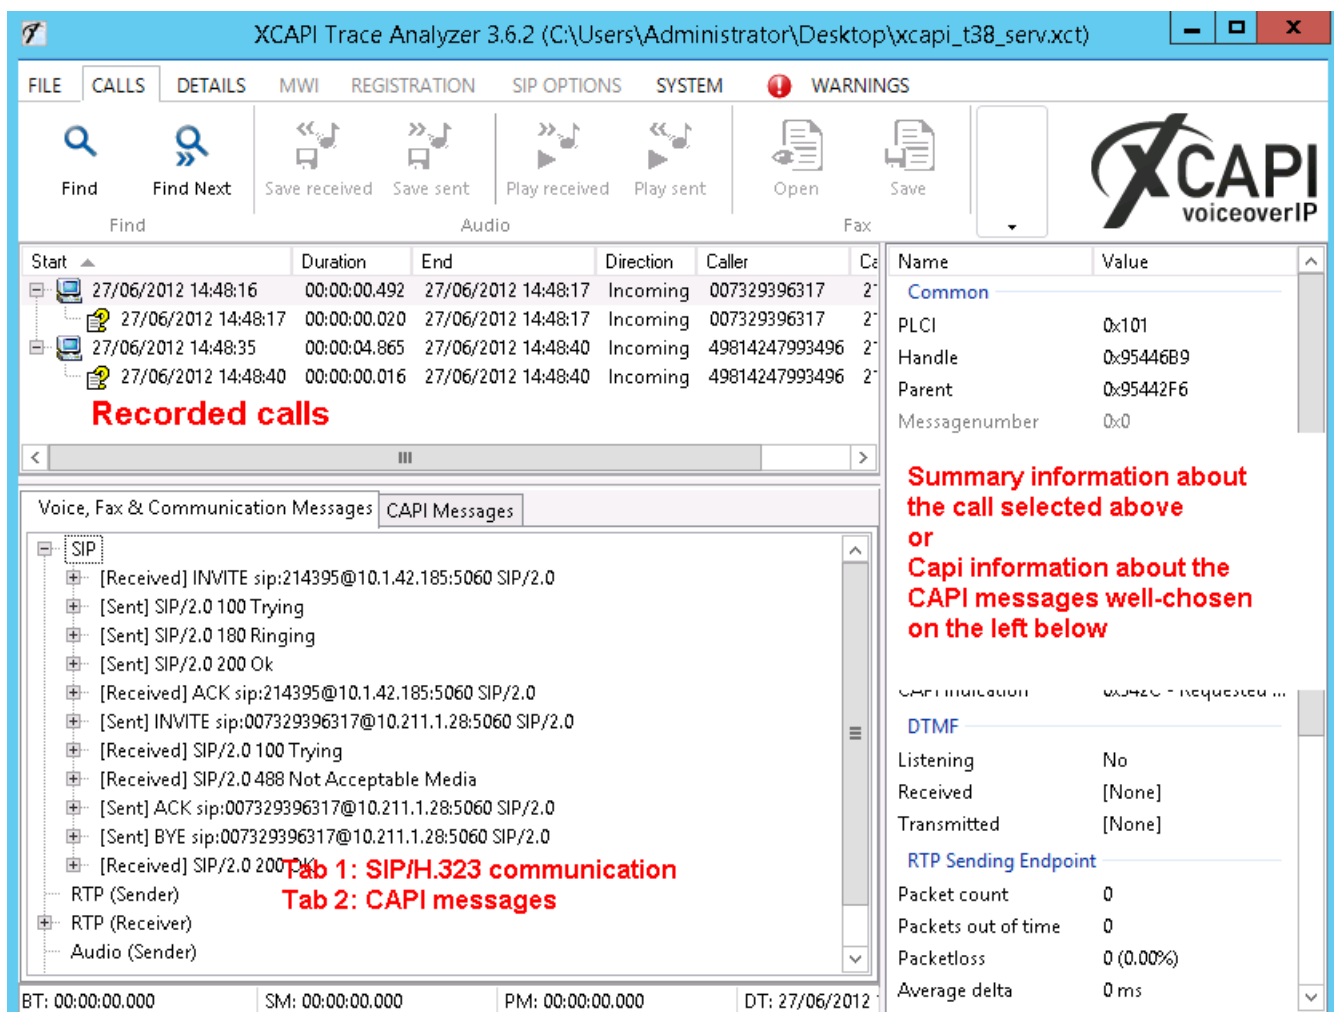 XCAPI Trace Analyzer 3.6.2 (C:\Users\Administrator\Desktop\xcapi_t38_serv.xct)
FILE CALLS DETAILS MWI REGISTRATION SIP OPTIONS SYSTEM WARNINGS
Find Find Next Save received Save sent Play received Play sent Open Save
Find Audio Fax
XCAPI
voiceoverIP
Start Duration End Direction Caller
27/06/2012 14:48:16 00:00:00.492 27/06/2012 14:48:17 Incoming 007329396317
27/06/2012 14:48:17 00:00:00.020 27/06/2012 14:48:17 Incoming 007329396317
27/06/2012 14:48:35 00:00:04.865 27/06/2012 14:48:40 Incoming 49814247993496
27/06/2012 14:48:40 00:00:00.016 27/06/2012 14:48:40 Incoming 49814247993496
Recorded calls
Name Value
Common
PLCI 0x101
Handle 0x95446B9
Parent 0x95442F6
Messagenumber 0x0
Summary information about
the call selected above
or
Capi information about the
CAPI messages well-chosen
on the left below
CAPI Indication 0x342C - Requested ...
DTMF
Listening No
Received [None]
Transmitted [None]
RTP Sending Endpoint
Packet count 0
Packets out of time 0
Packetloss 0 (0.00%)
Average delta 0 ms
Voice, Fax & Communication Messages CAPI Messages
SIP
[Received] INVITE sip:214395@10.1.42.185:5060 SIP/2.0
[Sent] SIP/2.0 100 Trying
[Sent] SIP/2.0 180 Ringing
[Sent] SIP/2.0 200 Ok
[Received] ACK sip:214395@10.1.42.185:5060 SIP/2.0
[Sent] INVITE sip:007329396317@10.211.1.28:5060 SIP/2.0
[Received] SIP/2.0 100 Trying
[Received] SIP/2.0 488 Not Acceptable Media
[Sent] ACK sip:007329396317@10.211.1.28:5060 SIP/2.0
[Sent] BYE sip:007329396317@10.211.1.28:5060 SIP/2.0
[Received] SIP/2.0 200 OK
Tab 1: SIP/H.323 communication
Tab 2: CAPI messages
RTP (Sender)
RTP (Receiver)
Audio (Sender)
BT: 00:00:00.000 SM: 00:00:00.000 PM: 00:00:00.000 DT: 27/06/2012